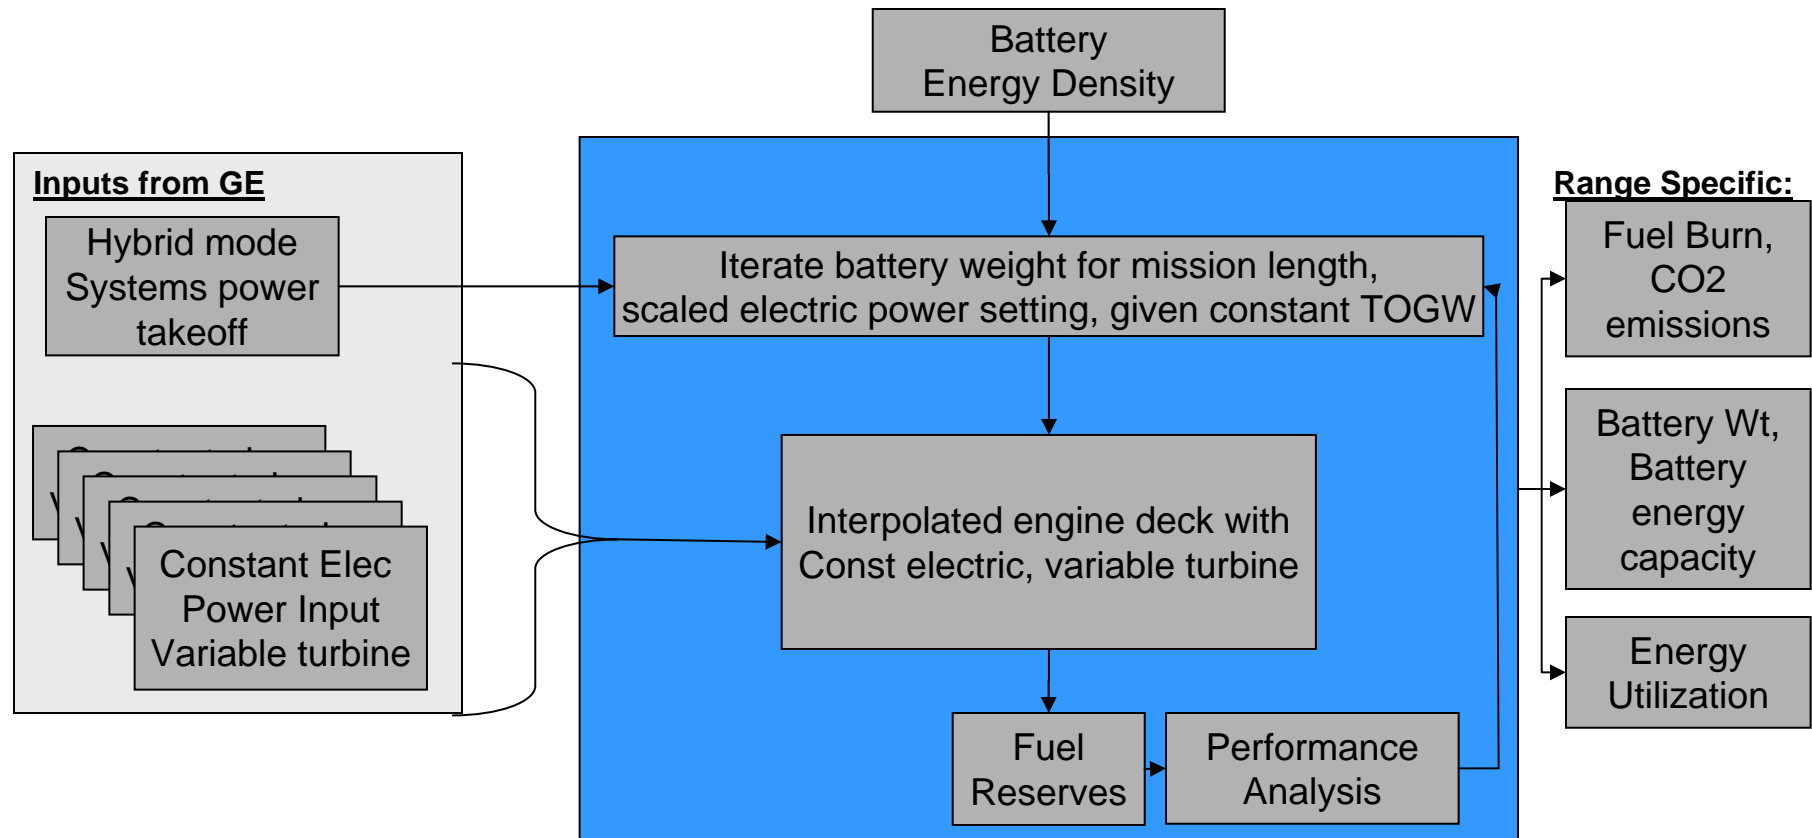 Battery
Energy Density
Inputs from GE
Hybrid mode
Systems power
takeoff
Constant Elec
Power Input
Variable turbine
Iterate battery weight for mission length,
scaled electric power setting, given constant TOGW
Interpolated engine deck with
Const electric, variable turbine
Fuel
Reserves
Performance
Analysis
Range Specific:
Fuel Burn,
CO2
emissions
Battery Wt,
Battery
energy
capacity
Energy
Utilization